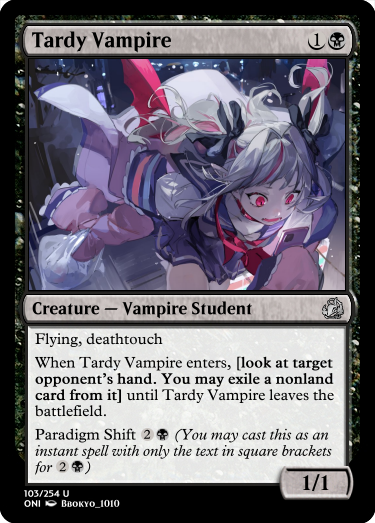 Tardy Vampire 1
Creature — Vampire Student
Flying, deathtouch
When Tardy Vampire enters, [look at target
opponent's hand. You may exile a nonland
card from it] until Tardy Vampire leaves the
battlefield.
Paradigm Shift 2 (You may cast this as an
instant spell with only the text in square brackets
for 2)
1/1
103/254 U
ONI Bbokyo_1010